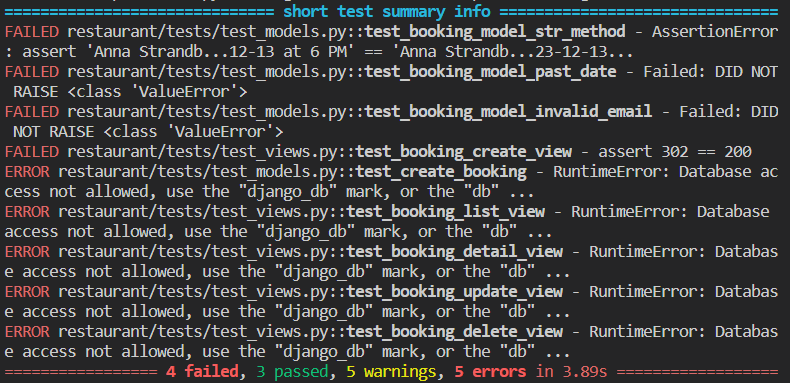 ============================== short test summary info ===============================
FAILED restaurant/tests/test_models.py::test_booking_model_str_method - AssertionError
: assert 'Anna Strandb...12-13 at 6 PM' == 'Anna Strandb...23-12-13...
FAILED restaurant/tests/test_models.py::test_booking_model_past_date - Failed: DID NOT
 RAISE <class 'ValueError'>
FAILED restaurant/tests/test_models.py::test_booking_model_invalid_email - Failed: DID
 NOT RAISE <class 'ValueError'>
FAILED restaurant/tests/test_views.py::test_booking_create_view - assert 302 == 200
ERROR restaurant/tests/test_models.py::test_create_booking - RuntimeError: Database ac
cess not allowed, use the "django_db" mark, or the "db" ...
ERROR restaurant/tests/test_views.py::test_booking_list_view - RuntimeError: Database
access not allowed, use the "django_db" mark, or the "db" ...
ERROR restaurant/tests/test_views.py::test_booking_detail_view - RuntimeError: Databas
e access not allowed, use the "django_db" mark, or the "db" ...
ERROR restaurant/tests/test_views.py::test_booking_update_view - RuntimeError: Databas
e access not allowed, use the "django_db" mark, or the "db" ...
ERROR restaurant/tests/test_views.py::test_booking_delete_view - RuntimeError: Databas
e access not allowed, use the "django_db" mark, or the "db" ...
================= 4 failed, 3 passed, 5 warnings, 5 errors in 3.89s ==================